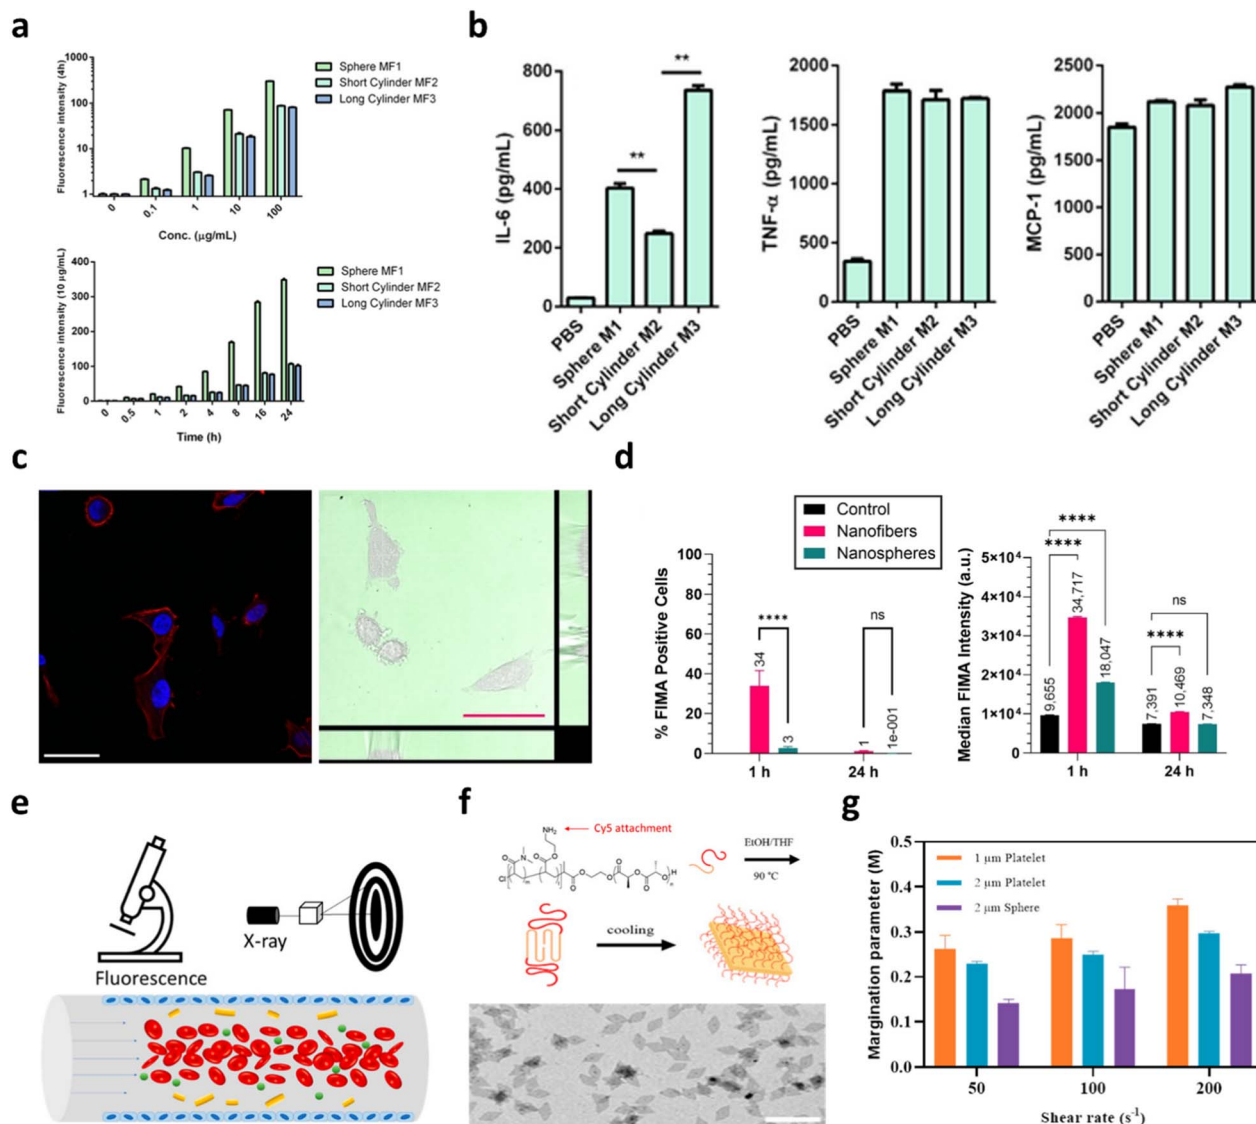 a
Fluorescence intensity (4h)
1000
100
10
1
0
0.1
1
10
100
Conc. (μg/mL)
Sphere MF1
Short Cylinder MF2
Long Cylinder MF3
Fluorescence intensity (10 μg/mL)
400
300
200
100
0
0
0.5
1
2
4
8
16
24
Time (h)
Sphere MF1
Short Cylinder MF2
Long Cylinder MF3
b
IL-6 (pg/mL)
800
600
400
200
0
**
**
PBS
Sphere M1
Short Cylinder M2
Long Cylinder M3
TNF-α (pg/mL)
2000
1500
1000
500
0
PBS
Sphere M1
Short Cylinder M2
Long Cylinder M3
MCP-1 (pg/mL)
2500
2000
1500
1000
500
0
PBS
Sphere M1
Short Cylinder M2
Long Cylinder M3
c
d
Control
Nanofibers
Nanospheres
% FIMA Positive Cells
100
80
60
40
20
0
****
34
3
ns
1
1e-001
1 h
24 h
Median FIMA Intensity (a.u.)
5×10⁴
4×10⁴
3×10⁴
2×10⁴
1×10⁴
0
****
****
9,655
34,717
18,047
ns
****
7,391
10,469
7,348
1 h
24 h
e
Fluorescence
X-ray
f
NH₂
Cy5 attachment
EtOH/THF
90 °C
N
O
O
Cl
m
n
O
O
O
O
O
O
H
n
cooling
g
Margination parameter (M)
0.5
0.4
0.3
0.2
0.1
0.0
1 μm Platelet
2 μm Platelet
2 μm Sphere
50
100
200
Shear rate (s⁻¹)